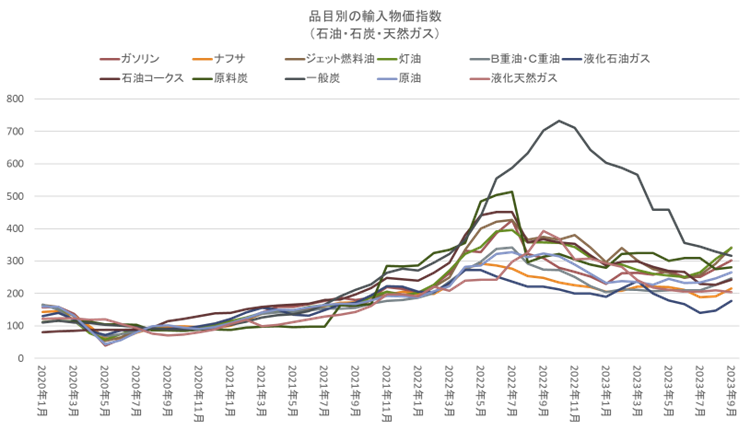 品目別の輸入物価指数
（石油・石炭・天然ガス）
ガソリン ナフサ ジェット燃料油 灯油 B重油・C重油 液化石油ガス
石油コークス 原料炭 一般炭 原油 液化天然ガス
800
700
600
500
400
300
200
100
0
2020年1月 2020年3月 2020年5月 2020年7月 2020年9月 2020年11月 2021年1月 2021年3月 2021年5月 2021年7月 2021年9月 2021年11月 2022年1月 2022年3月 2022年5月 2022年7月 2022年9月 2022年11月 2023年1月 2023年3月 2023年5月 2023年7月 2023年9月